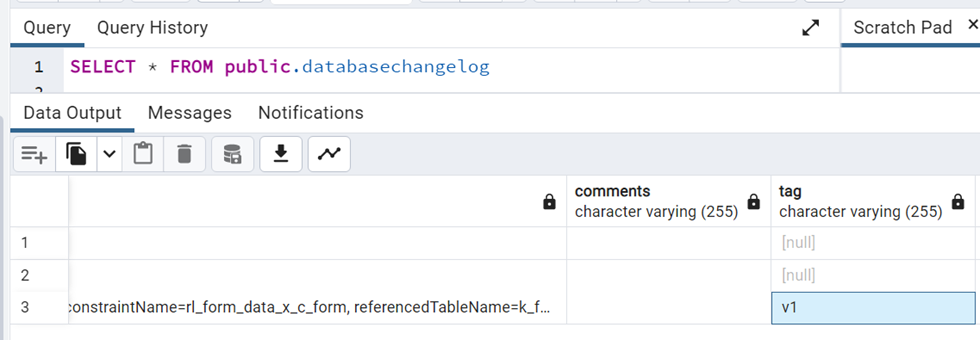 Query Query History Scratch Pad
1 SELECT * FROM public.databasechangelog
Data Output Messages Notifications
comments tag
character varying (255) character varying (255)
1 [null]
2 [null]
3 constraintName=rl_form_data_x_c_form, referencedTableName=k_f... v1